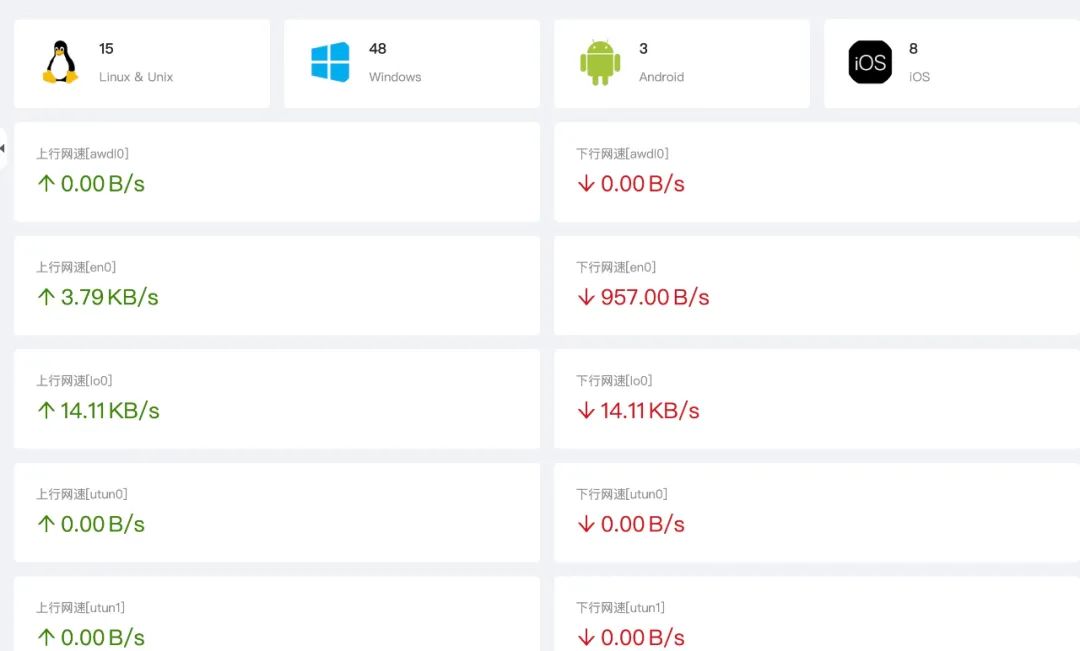 15
Linux & Unix
48
Windows
3
Android
iOS
8
iOS
上行网速[awdl0]
下行网速[awdl0]
↑ 0.00 B/s
↓ 0.00 B/s
上行网速[en0]
下行网速[en0]
↑ 3.79 KB/s
↓ 957.00 B/s
上行网速[lo0]
下行网速[lo0]
↑ 14.11 KB/s
↓ 14.11 KB/s
上行网速[utun0]
下行网速[utun0]
↑ 0.00 B/s
↓ 0.00 B/s
上行网速[utun1]
下行网速[utun1]
↑ 0.00 B/s
↓ 0.00 B/s